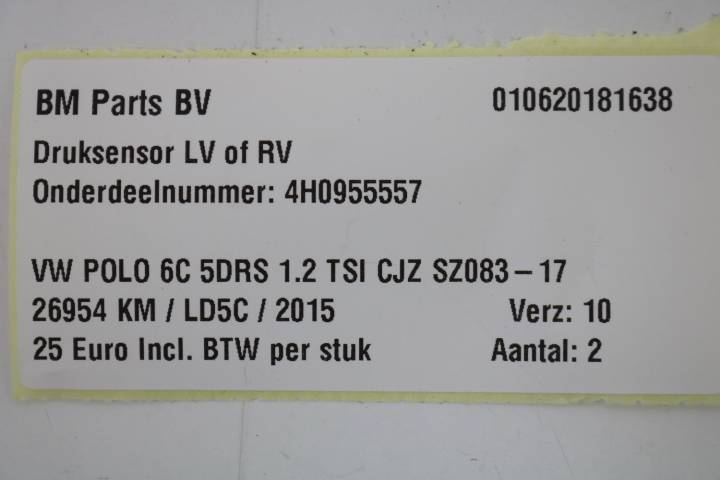 BM Parts BV 010620181638
Druksensor LV of RV
Onderdeelnummer: 4H0955557
VW POLO 6C 5DRS 1.2 TSI CJZ SZ083 – 17
26954 KM / LD5C / 2015 Verz: 10
25 Euro Incl. BTW per stuk Aantal: 2